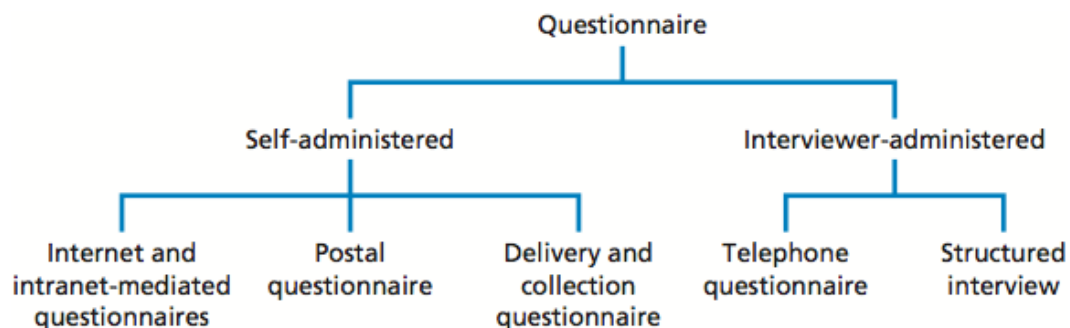 Questionnaire
Self-administered
Interviewer-administered
Internet and
intranet-mediated
questionnaires
Postal
questionnaire
Delivery and
collection
questionnaire
Telephone
questionnaire
Structured
interview